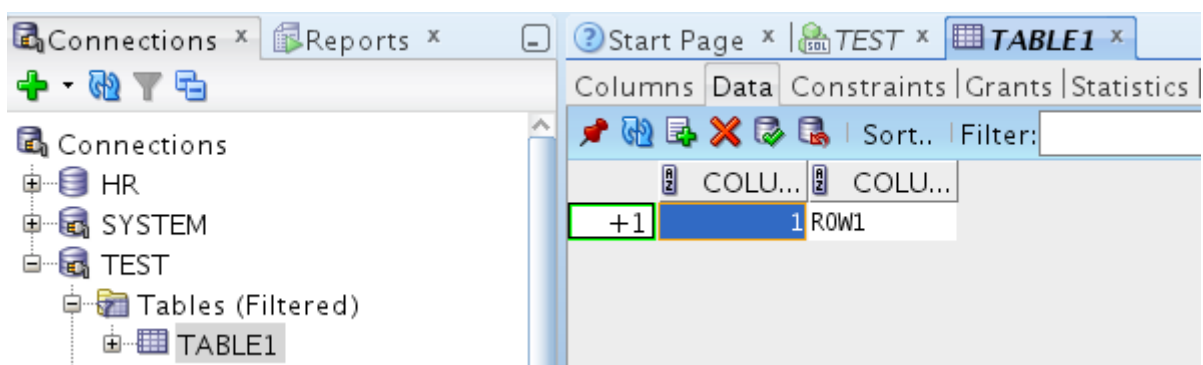 Connections x Reports x
Start Page x TEST x TABLE1 x
Columns Data Constraints Grants Statistics
Sort.. Filter:
COLU... COLU...
+1 1 ROW1
Connections
HR
SYSTEM
TEST
Tables (Filtered)
TABLE1